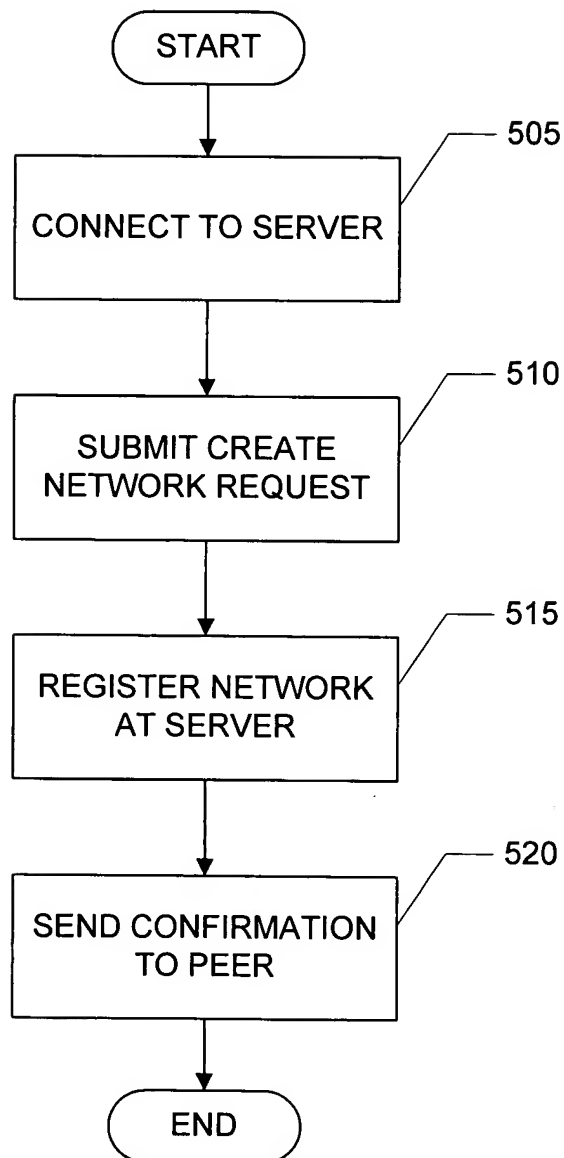 START
505
CONNECT TO SERVER
510
SUBMIT CREATE
NETWORK REQUEST
515
REGISTER NETWORK
AT SERVER
520
SEND CONFIRMATION
TO PEER
END